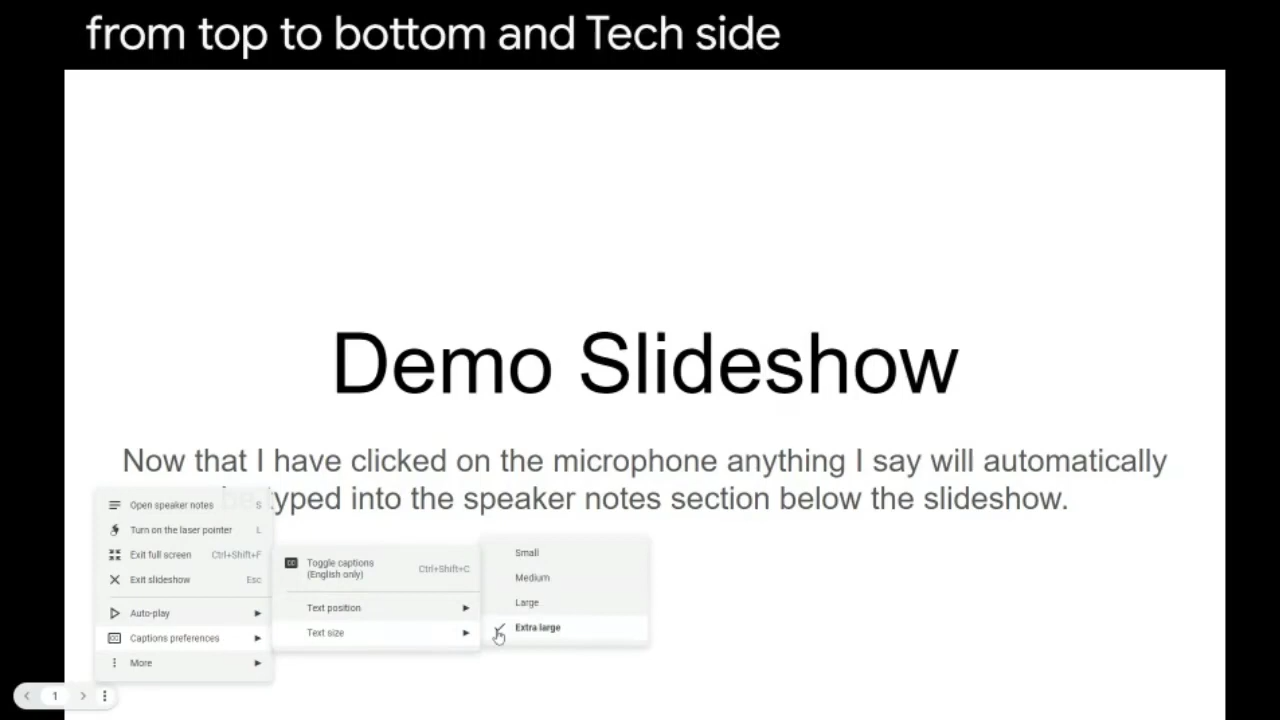 from top to bottom and Tech side
Demo Slideshow
Now that I have clicked on the microphone anything I say will automatically
be typed into the speaker notes section below the slideshow.
Open speaker notes S
Turn on the laser pointer L
Exit full screen Ctrl+Shift+F
Exit slideshow Esc
Auto-play
Captions preferences
More
Toggle captions
(English only) Ctrl+Shift+C
Text position
Text size
Small
Medium
Large
Extra large
1